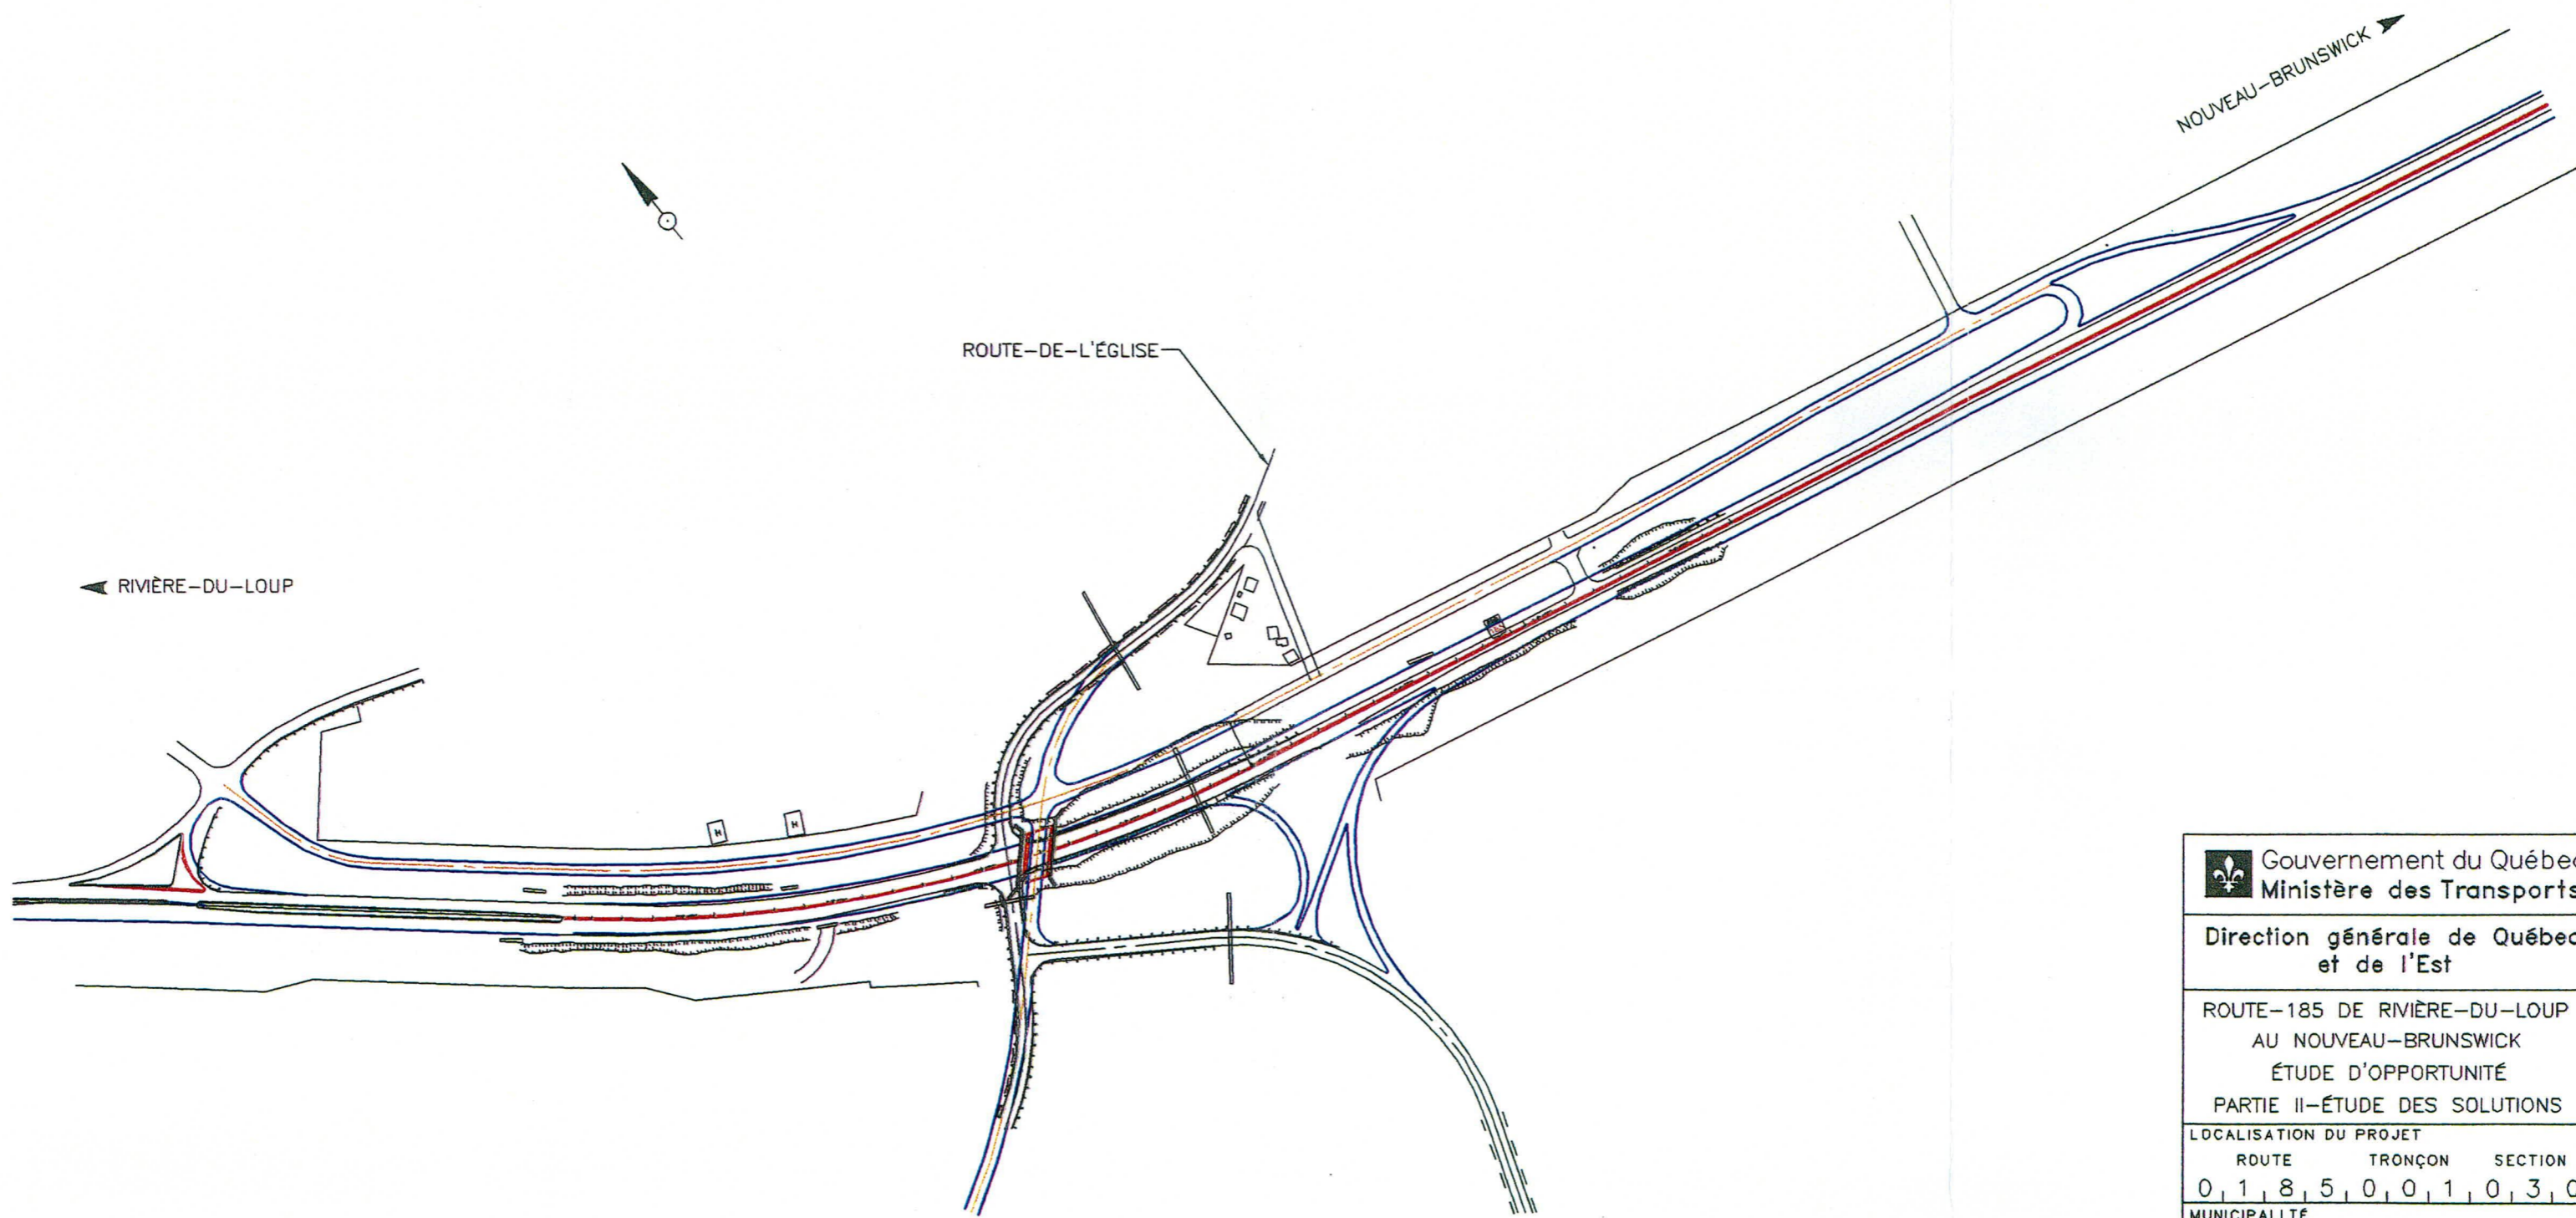 NOUVEAU-BRUNSWICK
ROUTE-DE-L'ÉGLISE
RIVIÈRE-DU-LOUP
H
H
Gouvernement du Québec
Ministère des Transports
Direction générale de Québec
et de l'Est
ROUTE-185 DE RIVIÈRE-DU-LOUP
AU NOUVEAU-BRUNSWICK
ÉTUDE D'OPPORTUNITÉ
PARTIE II-ÉTUDE DES SOLUTIONS
LOCALISATION DU PROJET
ROUTE TRONÇON SECTION
0 1 8 5 0 0 1 0 3 0
MUNICIPALITÉ